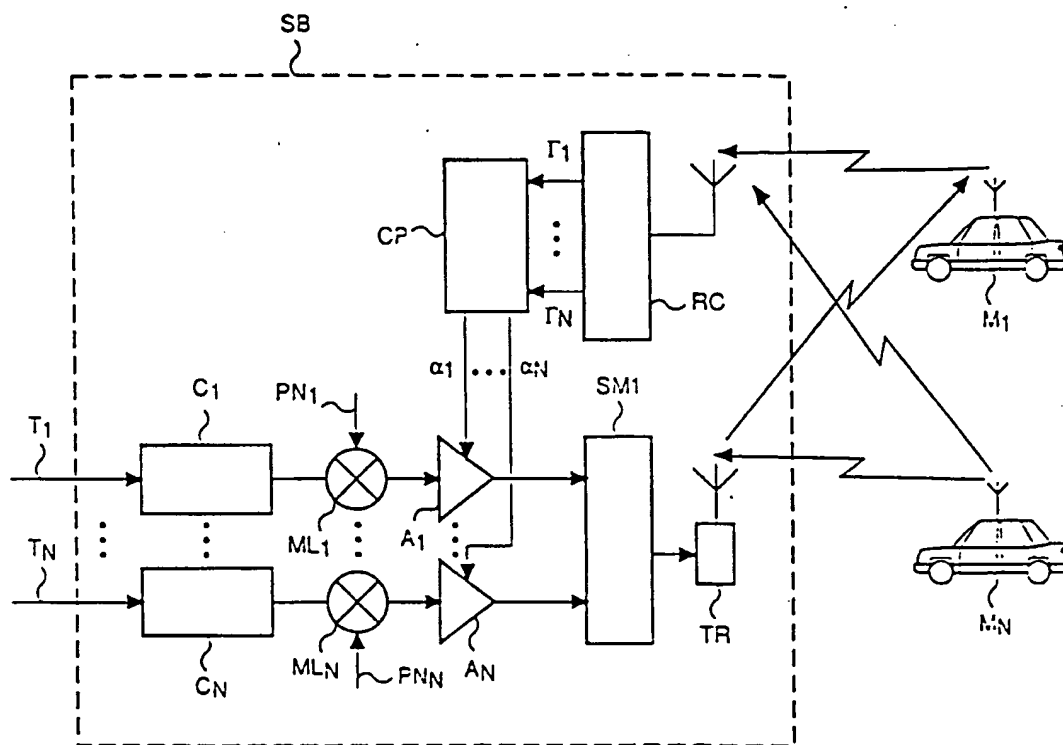 SB
Γ1
CP
ΓN
RC
M1
α1
αN
SM1
PN1
C1
T1
ML1
A1
TN
TR
MN
MLN
AN
PNN
CN